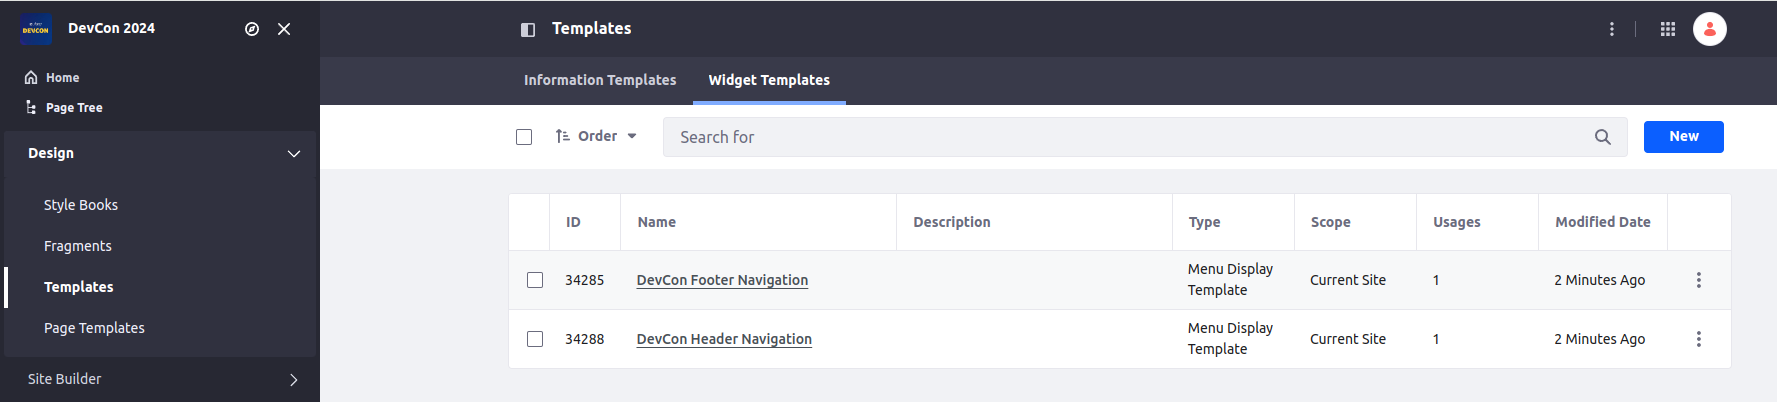 DEVCON
DevCon 2024
Home
Page Tree
Design
Style Books
Fragments
Templates
Page Templates
Site Builder
Templates
Information Templates
Widget Templates
Order
Search for
New
ID
Name
Description
Type
Scope
Usages
Modified Date
34285
DevCon Footer Navigation
Menu Display
Template
Current Site
1
2 Minutes Ago
34288
DevCon Header Navigation
Menu Display
Template
Current Site
1
2 Minutes Ago